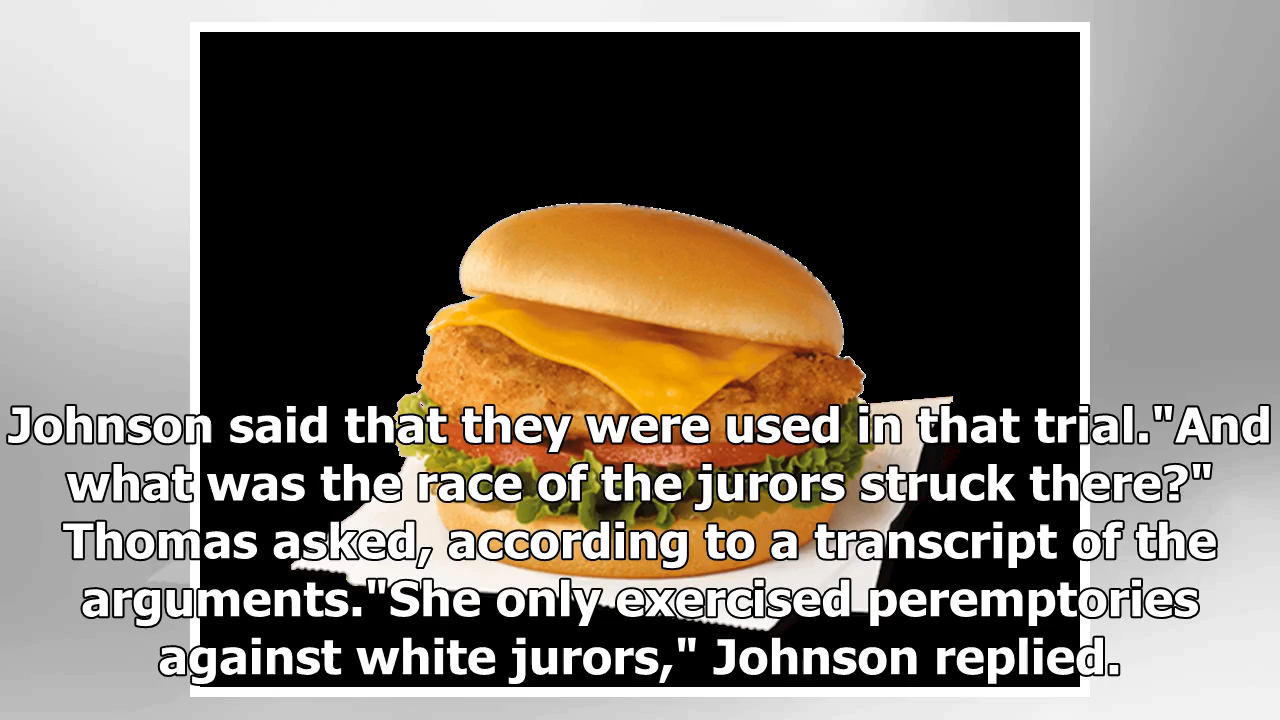 Johnson said that they were used in that trial."And
what was the race of the jurors struck there?"
Thomas asked, according to a transcript of the
arguments."She only exercised peremptories
against white jurors," Johnson replied.